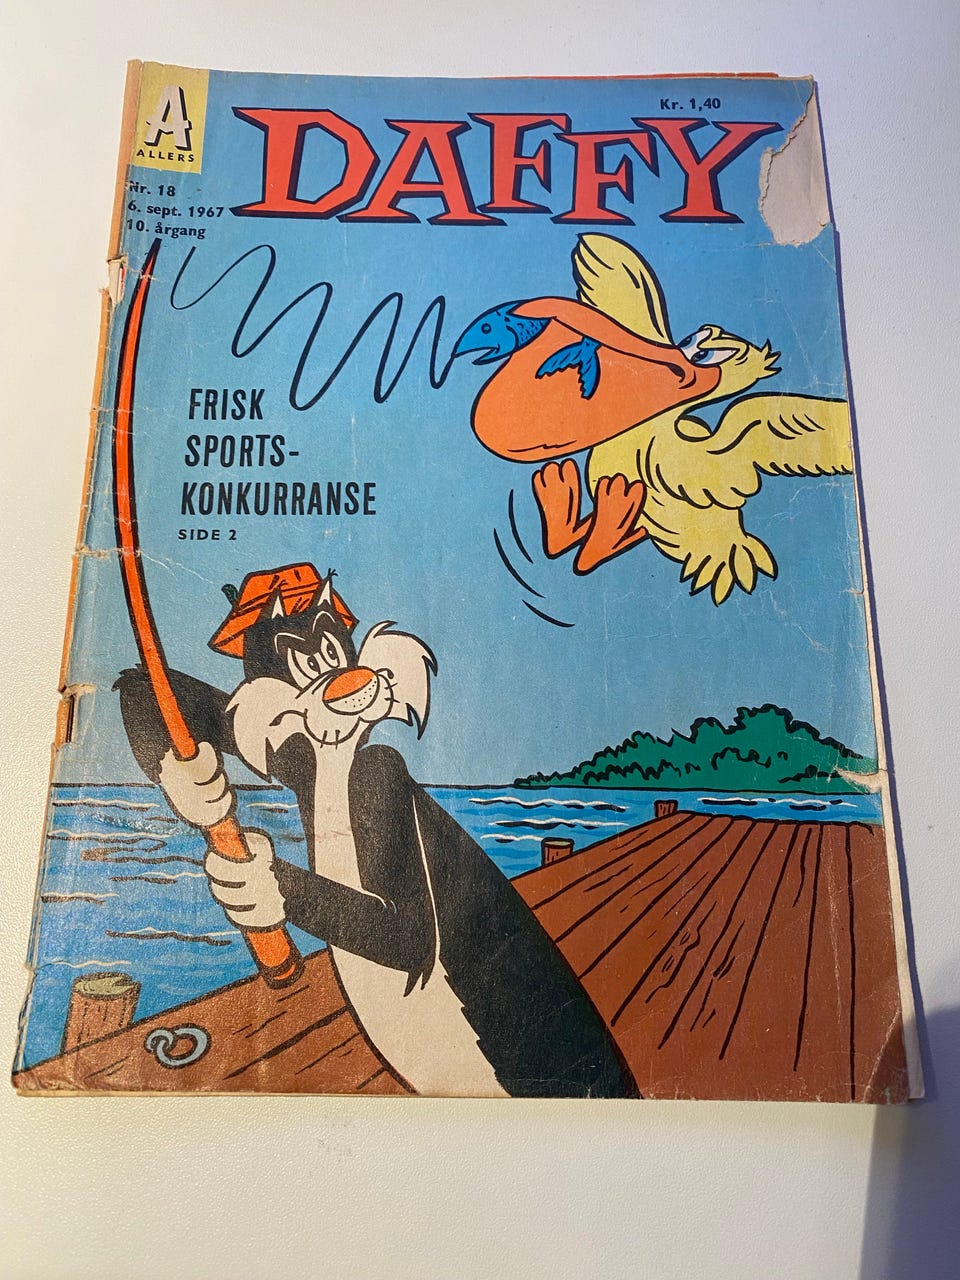 A
ALLERS
DAFFY
Kr. 1,40
Nr. 18
6. sept. 1967
10. årgang
FRISK
SPORTS-
KONKURRANSE
SIDE 2